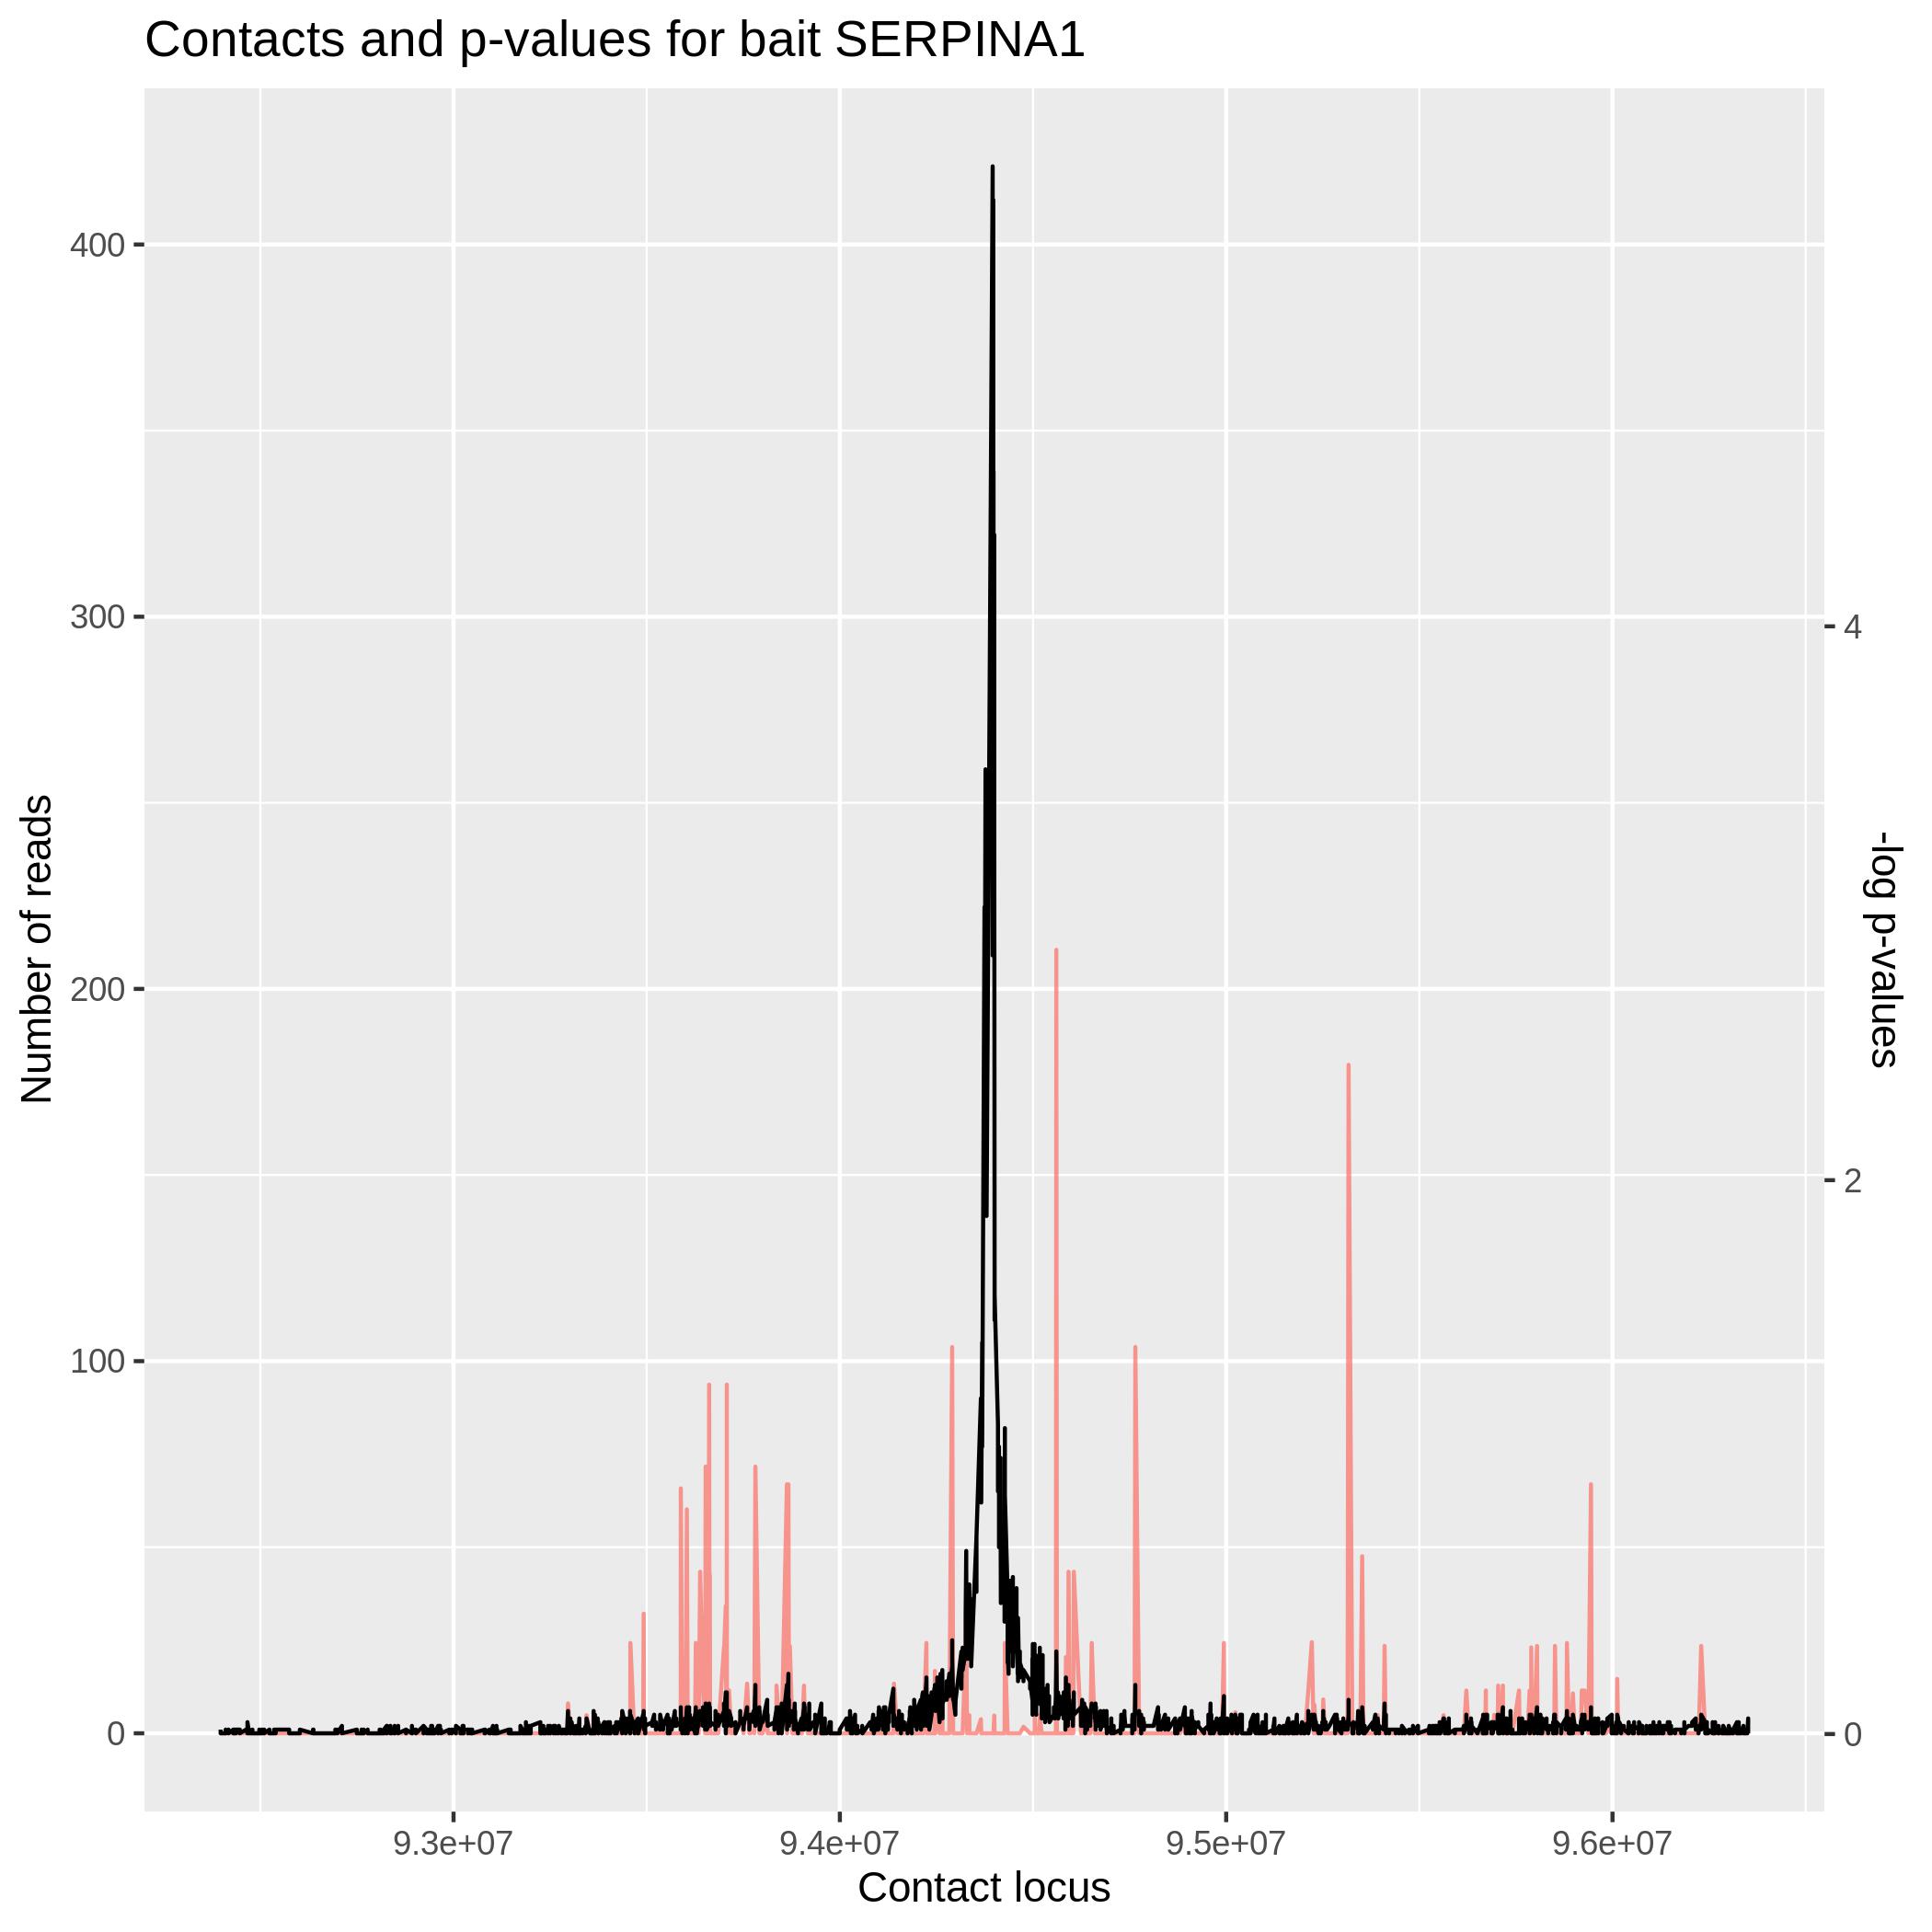 Contacts and p-values for bait SERPINA1
400
300
200
100
0
Number of reads
4
2
0
-log p-values
9.3e+07 9.4e+07 9.5e+07 9.6e+07
Contact locus